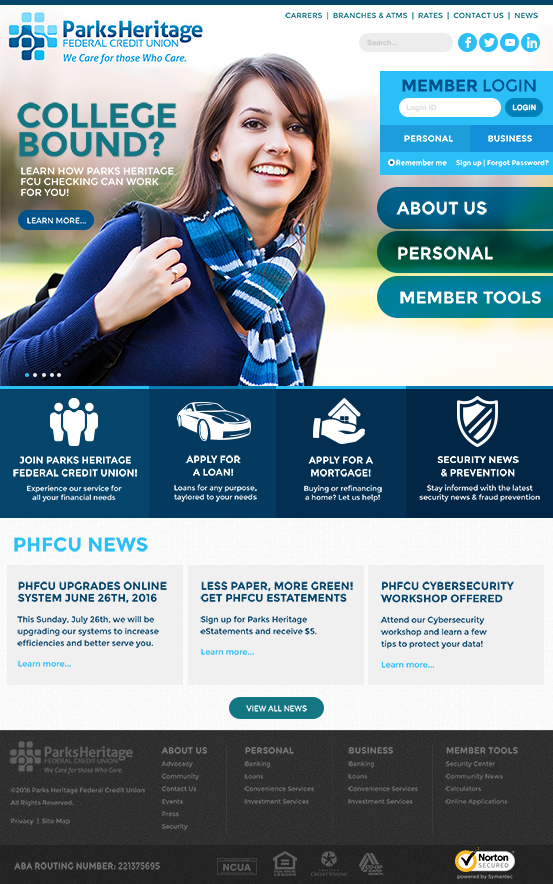 CARRERS | BRANCHES & ATMS | RATES | CONTACT US | NEWS
ParksHeritage
FEDERAL CREDIT UNION
We Care for those Who Care.
Search...
MEMBER LOGIN
Login ID
LOGIN
PERSONAL
BUSINESS
Remember me
Sign up | Forgot Password?
COLLEGE
BOUND?
LEARN HOW PARKS HERITAGE
FCU CHECKING CAN WORK
FOR YOU!
LEARN MORE...
ABOUT US
PERSONAL
MEMBER TOOLS
JOIN PARKS HERITAGE
FEDERAL CREDIT UNION!
Experience our service for
all your financial needs
APPLY FOR
A LOAN!
Loans for any purpose,
taylored to your needs
APPLY FOR A
MORTGAGE!
Buying or refinancing
a home? Let us help!
SECURITY NEWS
& PREVENTION
Stay informed with the latest
security news & fraud prevention
PHFCU NEWS
PHFCU UPGRADES ONLINE
SYSTEM JUNE 26TH, 2016
This Sunday, July 26th, we will be
upgrading our systems to increase
efficiencies and better serve you.
Learn more...
LESS PAPER, MORE GREEN!
GET PHFCU ESTATEMENTS
Sign up for Parks Heritage
eStatements and receive $5.
Learn more...
PHFCU CYBERSECURITY
WORKSHOP OFFERED
Attend our Cybersecurity
workshop and learn a few
tips to protect your data!
Learn more...
VIEW ALL NEWS
ParksHeritage
FEDERAL CREDIT UNION
We Care for those Who Care.
©2016 Parks Heritage Federal Credit Union
All Rights Reserved.
Privacy | Site Map
ABOUT US
Advocacy
Community
Contact Us
Events
Press
Security
PERSONAL
Banking
Loans
Convenience Services
Investment Services
BUSINESS
Banking
Loans
Convenience Services
Investment Services
MEMBER TOOLS
Security Center
Community News
Calculators
Online Applications
ABA ROUTING NUMBER: 221375695
NCUA
Norton
SECURED
powered by Symantec